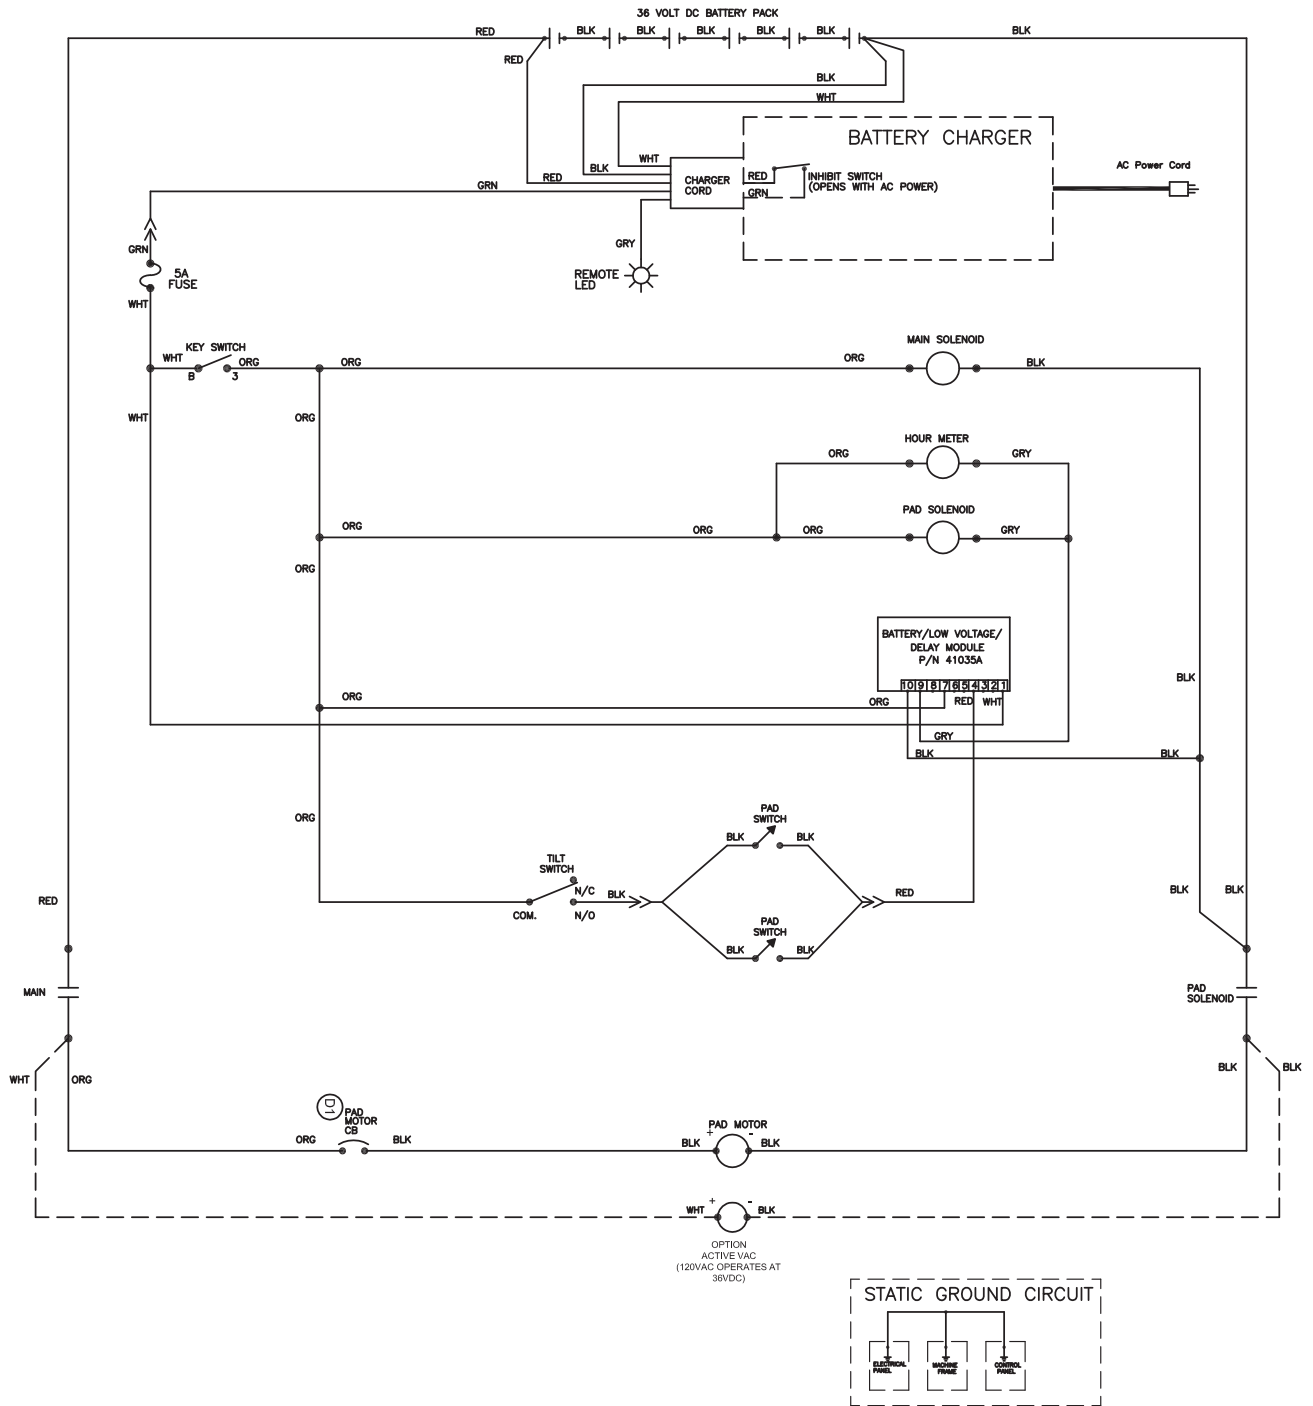 36 VOLT DC BATTERY PACK
RED BLK BLK BLK BLK BLK BLK
RED
BLK
WHT
BATTERY CHARGER
WHT
BLK
RED
GRN
CHARGER
CORD
RED
GRN
INHIBIT SWITCH
(OPENS WITH AC POWER)
AC Power Cord
GRN
GRY
REMOTE
LED
5A
FUSE
WHT
KEY SWITCH
WHT
ORG
B 3
ORG
ORG
MAIN SOLENOID
BLK
WHT
ORG
HOUR METER
ORG
GRY
PAD SOLENOID
ORG
ORG
ORG
GRY
ORG
BATTERY/LOW VOLTAGE/
DELAY MODULE
P/N 41035A
10 9 8 7 6 5 4 3 2 1
BLK
ORG
ORG
RED
WHT
GRY
BLK
BLK
ORG
PAD
SWITCH
BLK
BLK
TILT
SWITCH
N/C
COM.
N/O
BLK
RED
PAD
SWITCH
BLK
BLK
BLK
BLK
RED
MAIN
PAD
SOLENOID
WHT
ORG
BLK
BLK
D1
PAD
MOTOR
CB
ORG
BLK
PAD MOTOR
+ -
BLK
BLK
+ -
WHT
BLK
OPTION
ACTIVE VAC
(120VAC OPERATES AT
36VDC)
STATIC GROUND CIRCUIT
ELECTRICAL
PANEL
MACHINE
FRAME
CONTROL
PANEL